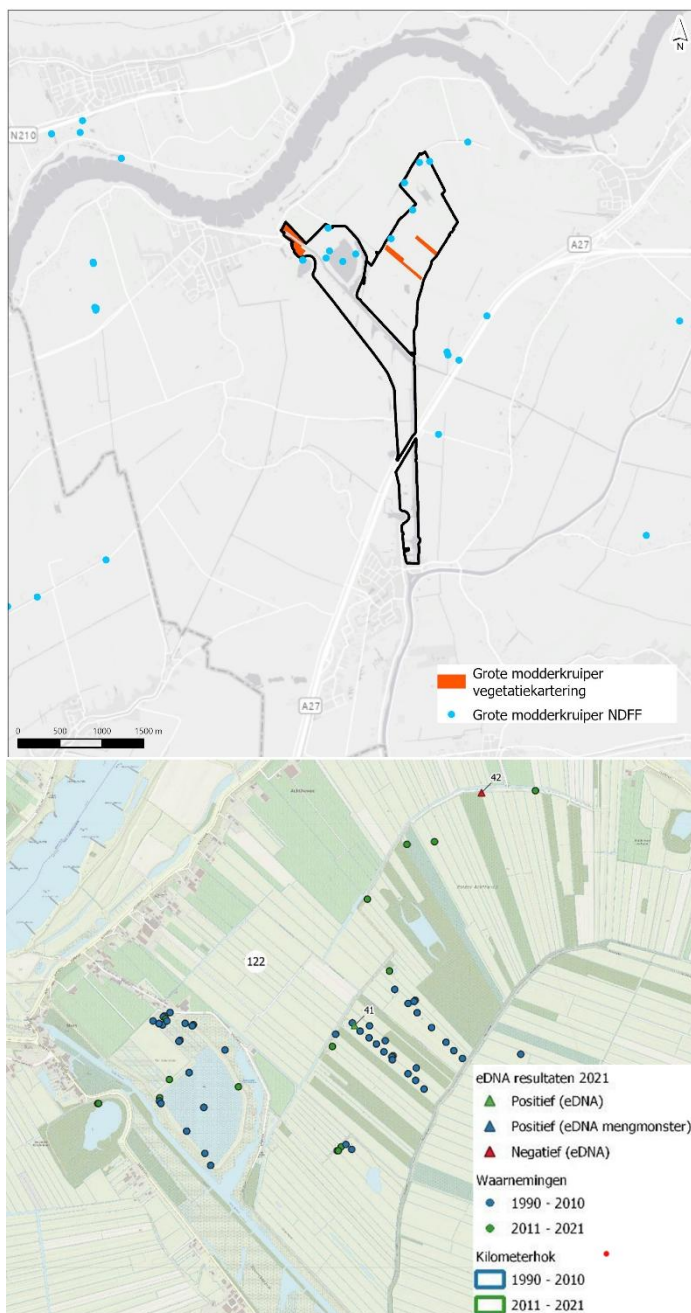 N
N210
A27
Grote modderkruiper
vegetatiekartering
Grote modderkruiper NDFF
A27
0 500 1000 1500 m
42
122
41
eDNA resultaten 2021
Positief (eDNA)
Positief (eDNA mengmonster)
Negatief (eDNA)
Waarnemingen
1990 - 2010
2011 - 2021
Kilometerhok
1990 - 2010
2011 - 2021